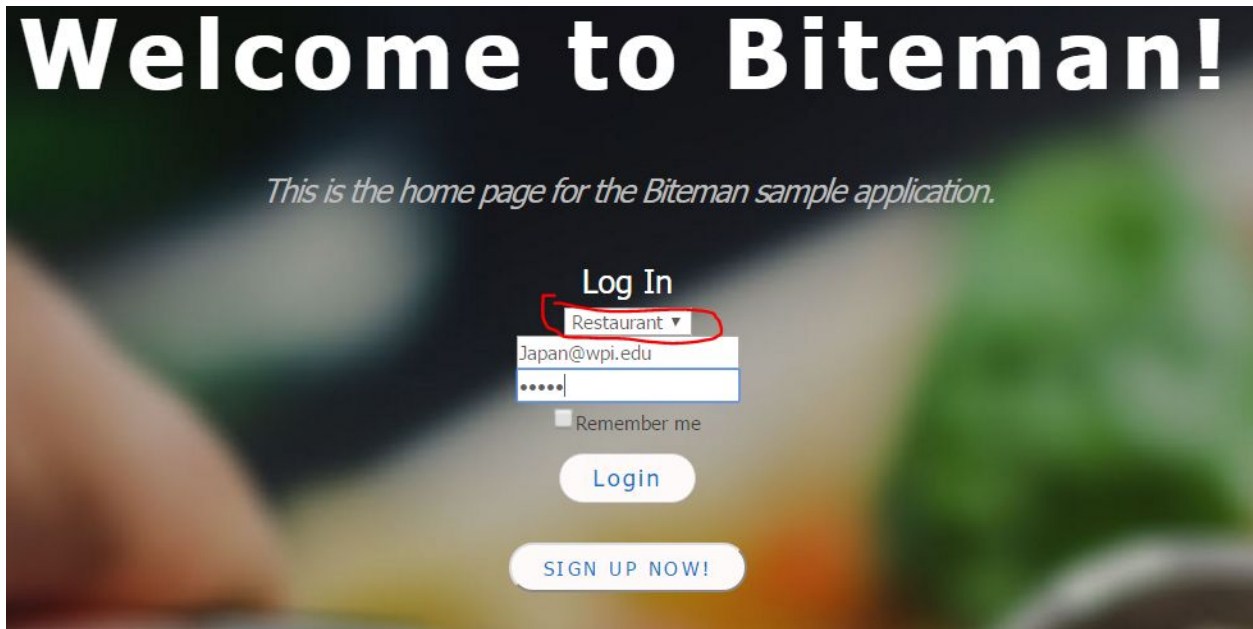 Welcome to Biteman!
This is the home page for the Biteman sample application.
Log In
Restaurant ▼
Japan@wpi.edu
•••••
Remember me
Login
SIGN UP NOW!